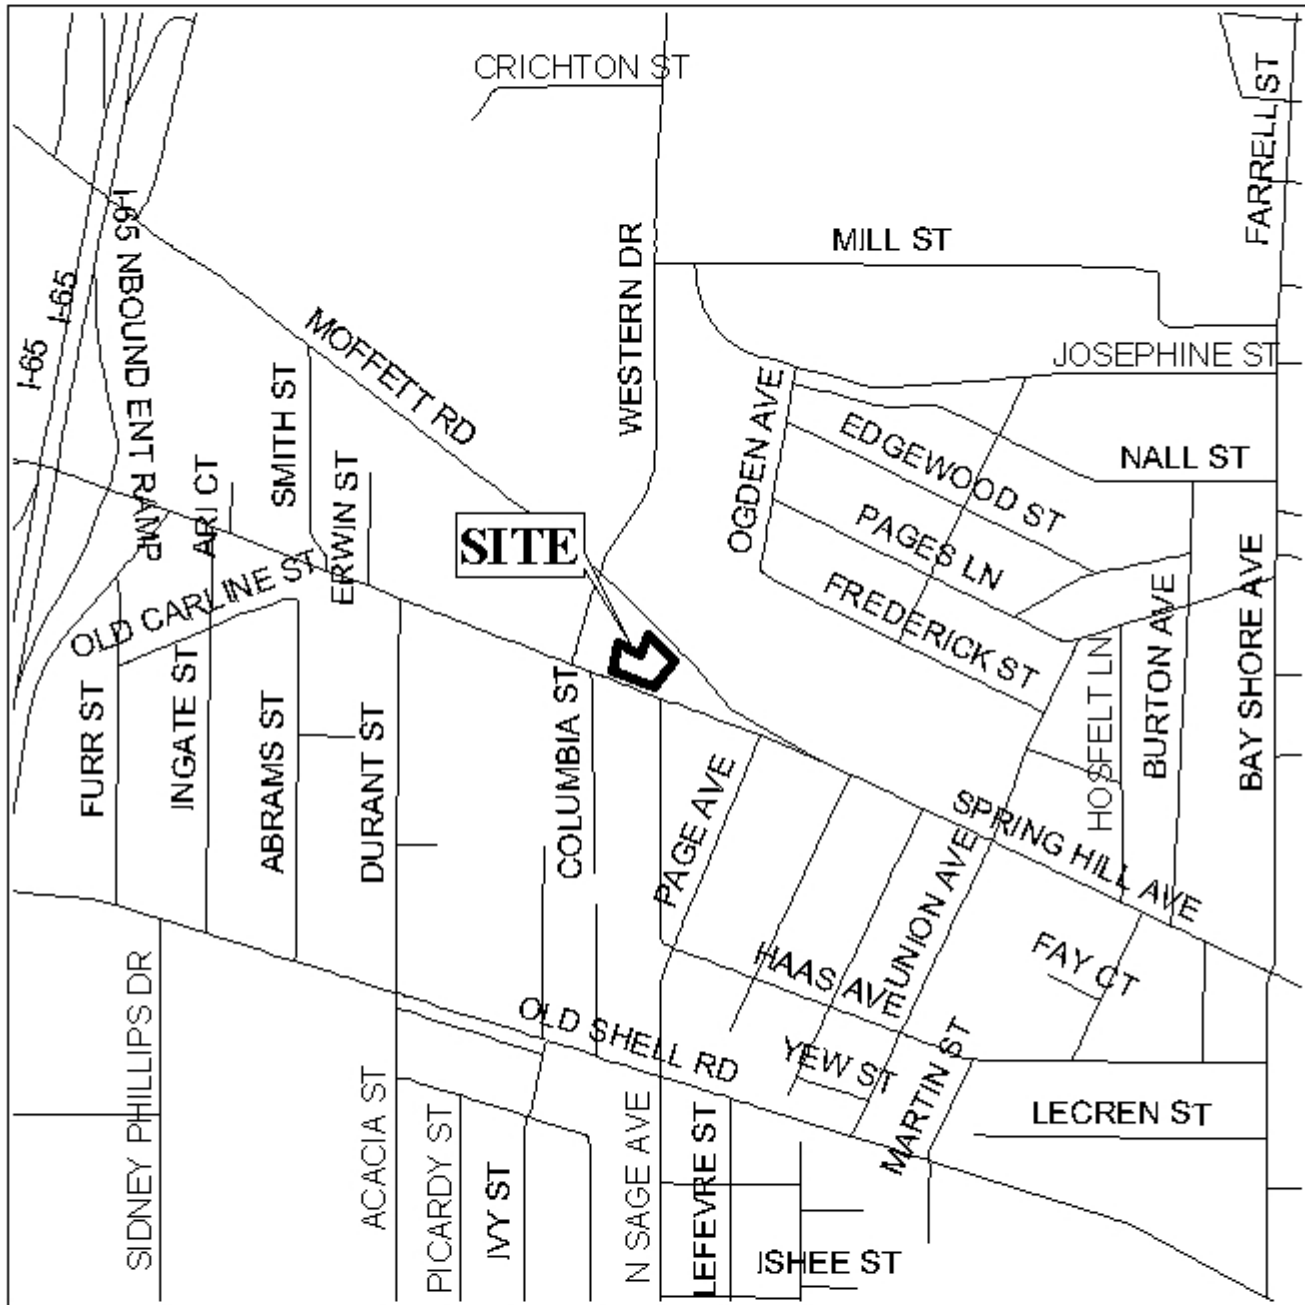 CRICHTON ST
FARRELL ST
I-65 NBOUND ENT RAMP
I-65
I-65
MOFFETT RD
WESTERN DR
MILL ST
JOSEPHINE ST
SMITH ST
OGDEN AVE
EDGEWOOD ST
NALL ST
ARI CT
ERWIN ST
SITE
PAGES LN
OLD CARLINE ST
FREDERICK ST
HOSFELT LN
BURTON AVE
BAY SHORE AVE
FURR ST
INGATE ST
ABRAMS ST
DURANT ST
COLUMBIA ST
PAGE AVE
SPRING HILL AVE
UNION AVE
HAAS AVE
FAY CT
SIDNEY PHILLIPS DR
OLD SHELL RD
YEW ST
MARTIN ST
LECREN ST
ACACIA ST
PICARDY ST
IVY ST
N SAGE AVE
LEFEVRE ST
ISHEE ST